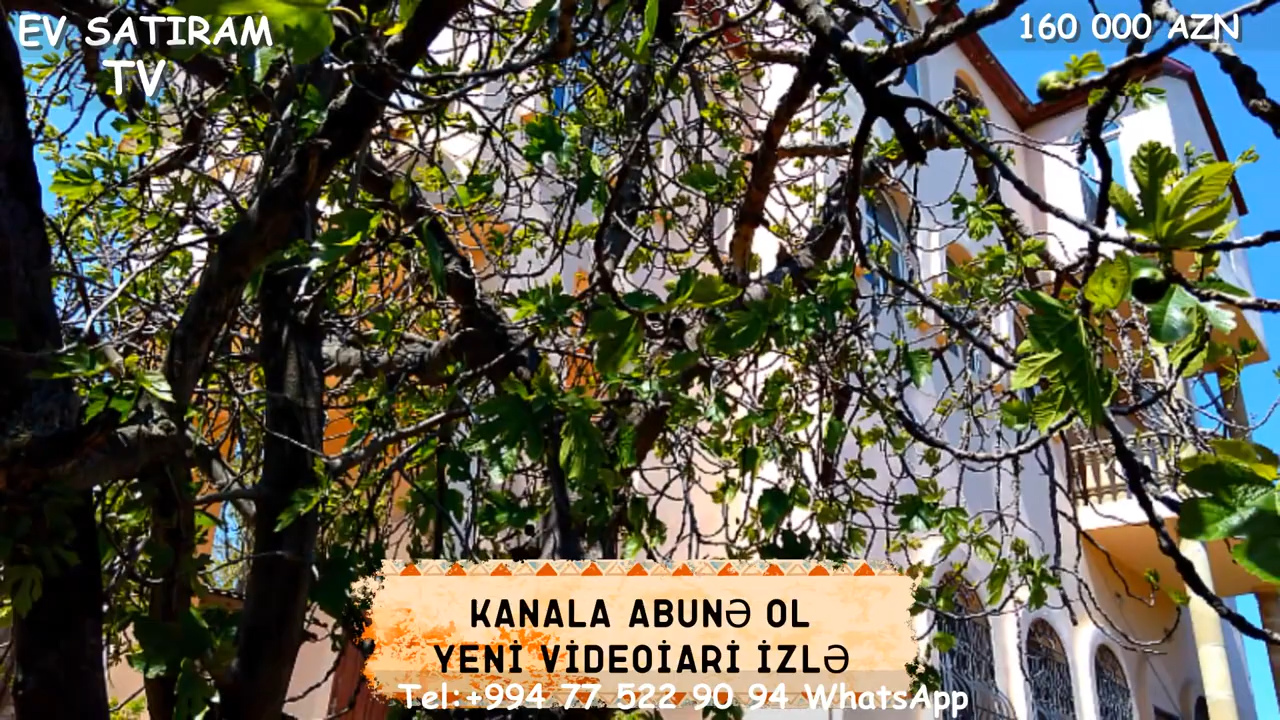 EV SATIRAM
TV
160 000 AZN
KANALA ABUNƏ OL
YENİ VİDEOİARİ İZLƏ
Tel:+994 77 522 90 94 WhatsApp